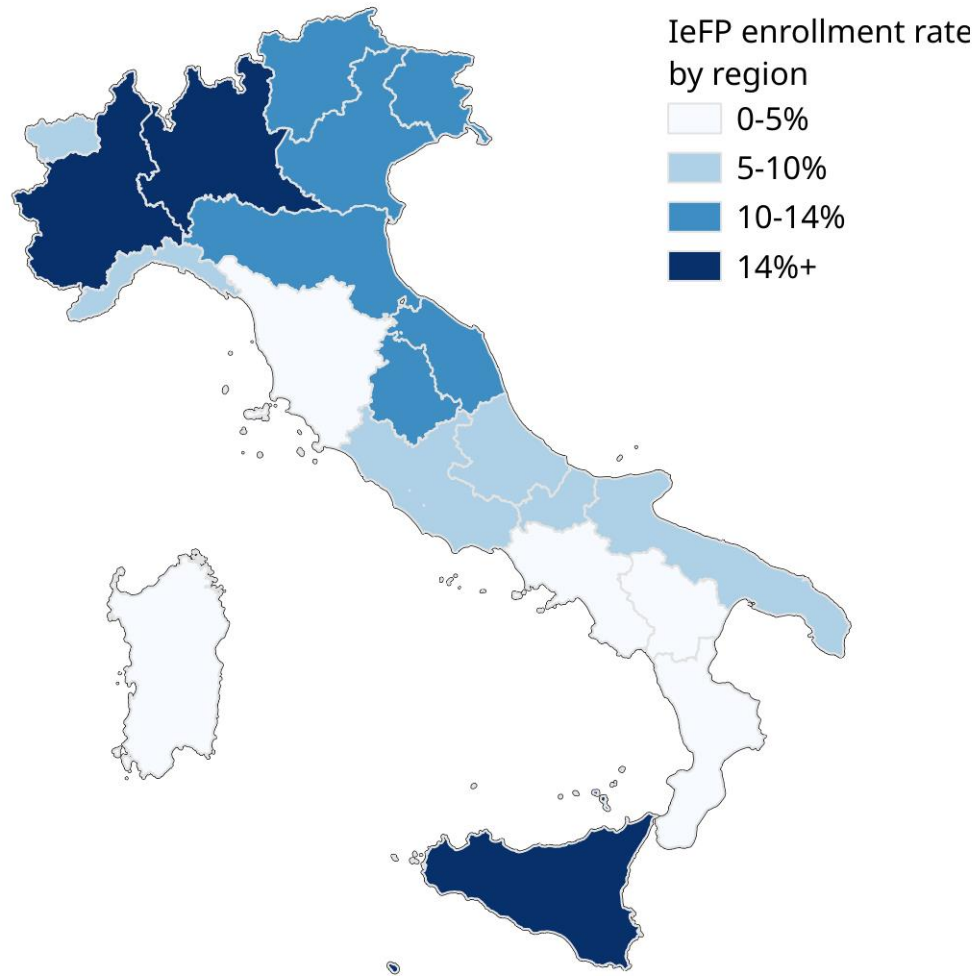 IeFP enrollment rate
by region
0-5%
5-10%
10-14%
14%+